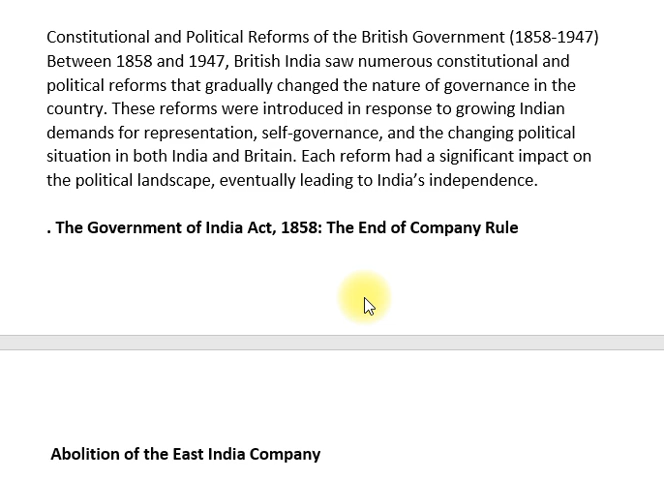 Constitutional and Political Reforms of the British Government (1858-1947)
Between 1858 and 1947, British India saw numerous constitutional and
political reforms that gradually changed the nature of governance in the
country. These reforms were introduced in response to growing Indian
demands for representation, self-governance, and the changing political
situation in both India and Britain. Each reform had a significant impact on
the political landscape, eventually leading to India’s independence.
. The Government of India Act, 1858: The End of Company Rule
Abolition of the East India Company